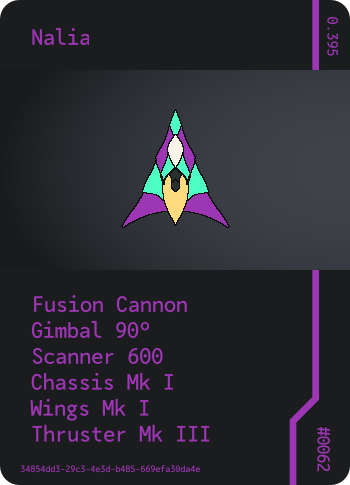 Nalia
0.395
Fusion Cannon
Gimbal 90°
Scanner 600
Chassis Mk I
Wings Mk I
Thruster Mk III
#0062
34854dd3-29c3-4e3d-b485-669efa30da4e